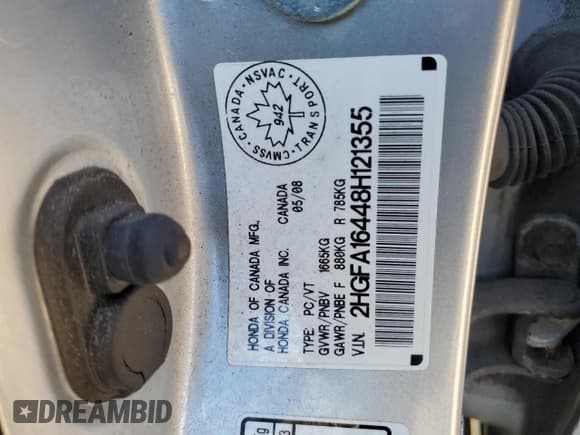 CANADA · NSVAC · TRANSPORT · CMVSS
942
HONDA OF CANADA MFG.
A DIVISION OF
HONDA CANADA INC. CANADA
05/08
TYPE: PC/VT
GVWR/PNBV 1665KG
GAWR/PNBE F 880KG R 785KG
V.I.N. 2HGFA16448H121355
DREAMBID